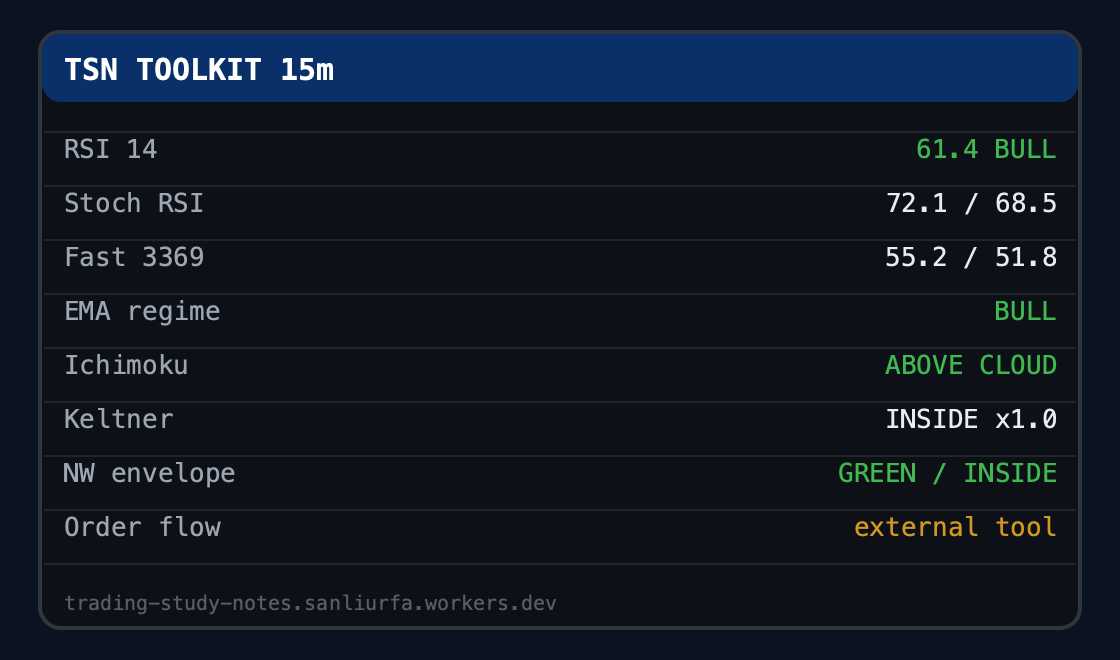 TSN TOOLKIT 15m
RSI 14 61.4 BULL
Stoch RSI 72.1 / 68.5
Fast 3369 55.2 / 51.8
EMA regime BULL
Ichimoku ABOVE CLOUD
Keltner INSIDE x1.0
NW envelope GREEN / INSIDE
Order flow external tool
trading-study-notes.sanliurfa.workers.dev